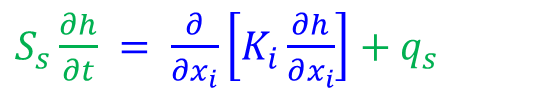 S_s ∂h/∂t = ∂/∂x_i [K_i ∂h/∂x_i] + q_s